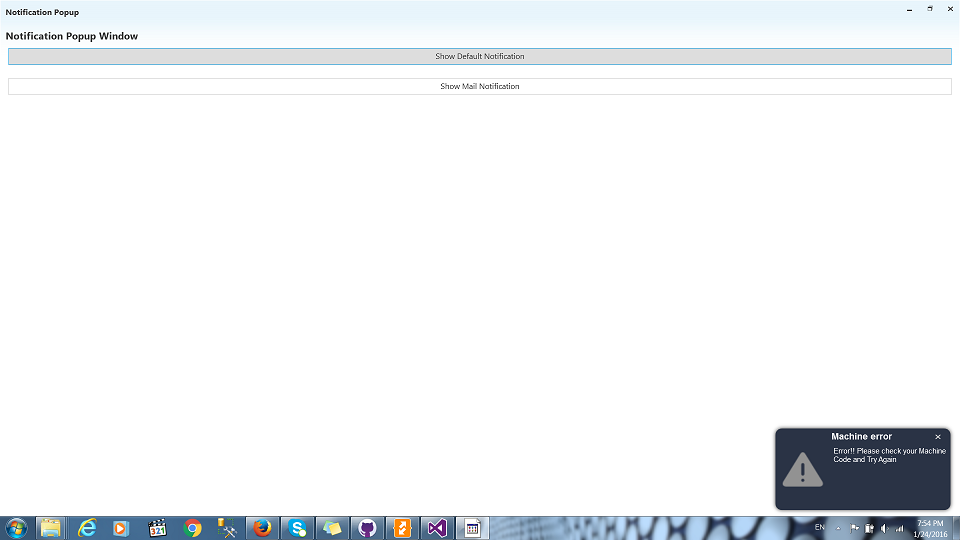 Notification Popup
Notification Popup Window
Show Default Notification
Show Mail Notification
Machine error
Error!! Please check your Machine
Code and Try Again
EN
7:54 PM
1/24/2016
321